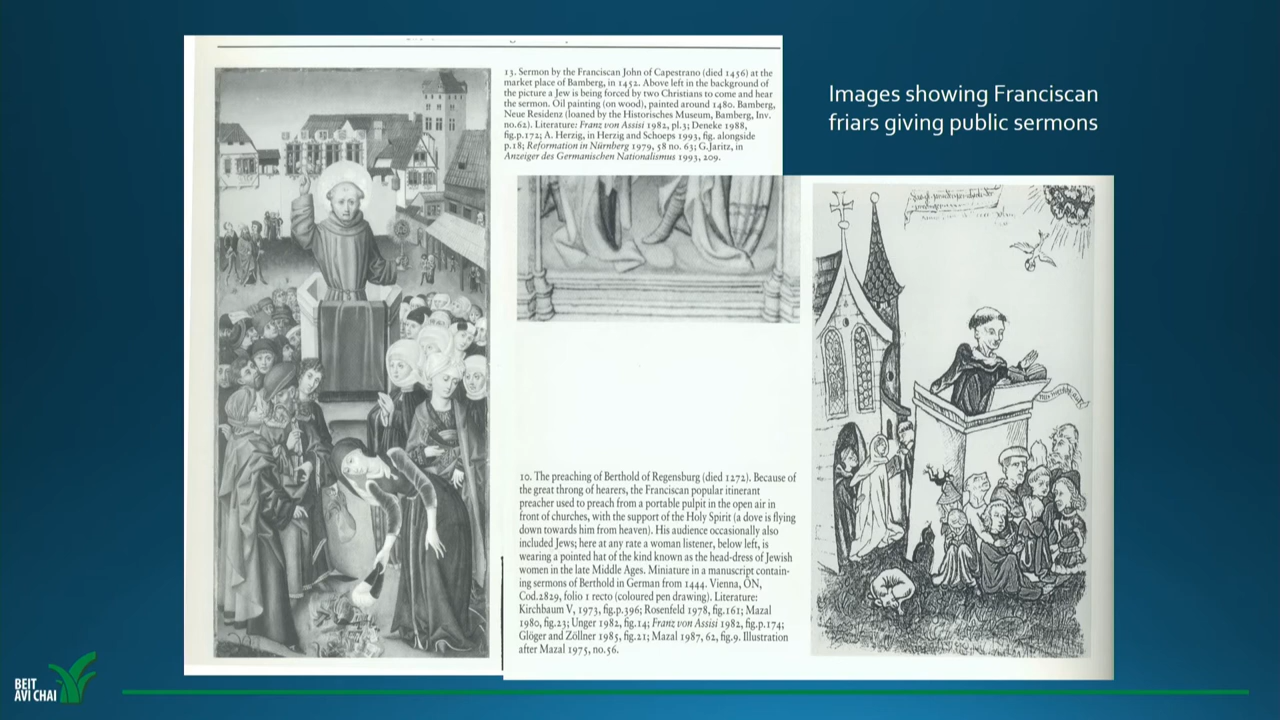 Images showing Franciscan
friars giving public sermons
13. Sermon by the Franciscan John of Capestrano (died 1456) at the
market place of Bamberg, in 1452. Above left in the background of
the picture a Jew is being forced by two Christians to come and hear
the sermon. Oil painting (on wood), painted around 1480. Bamberg,
Neue Residenz (loaned by the Historisches Museum, Bamberg, Inv.
no.62). Literature: Franz von Assisi 1982, pl.3; Deneke 1988,
fig.p.172; A. Herzig, in Herzig and Schoeps 1993, fig. alongside
p.18; Reformation in Nürnberg 1979, 58 no. 63; G.Jaritz, in
Anzeiger des Germanischen Nationalismus 1993, 209.
10. The preaching of Berthold of Regensburg (died 1272). Because of
the great throng of hearers, the Franciscan popular itinerant
preacher used to preach from a portable pulpit in the open air in
front of churches, with the support of the Holy Spirit (a dove is flying
down towards him from heaven). His audience occasionally also
included Jews; here at any rate a woman listener, below left, is
wearing a pointed hat of the kind known as the head-dress of Jewish
women in the late Middle Ages. Miniature in a manuscript contain-
ing sermons of Berthold in German from 1444. Vienna, ÖN,
Cod.2829, folio 1 recto (coloured pen drawing). Literature:
Kirchbaum V, 1973, fig.p.396; Rosenfeld 1978, fig.161; Mazal
1980, fig.23; Unger 1982, fig.14; Franz von Assisi 1982, fig.p.174;
Glöger and Zöllner 1985, fig.21; Mazal 1987, 62, fig.9. Illustration
after Mazal 1975, no.56.
BEIT
AVI CHAI